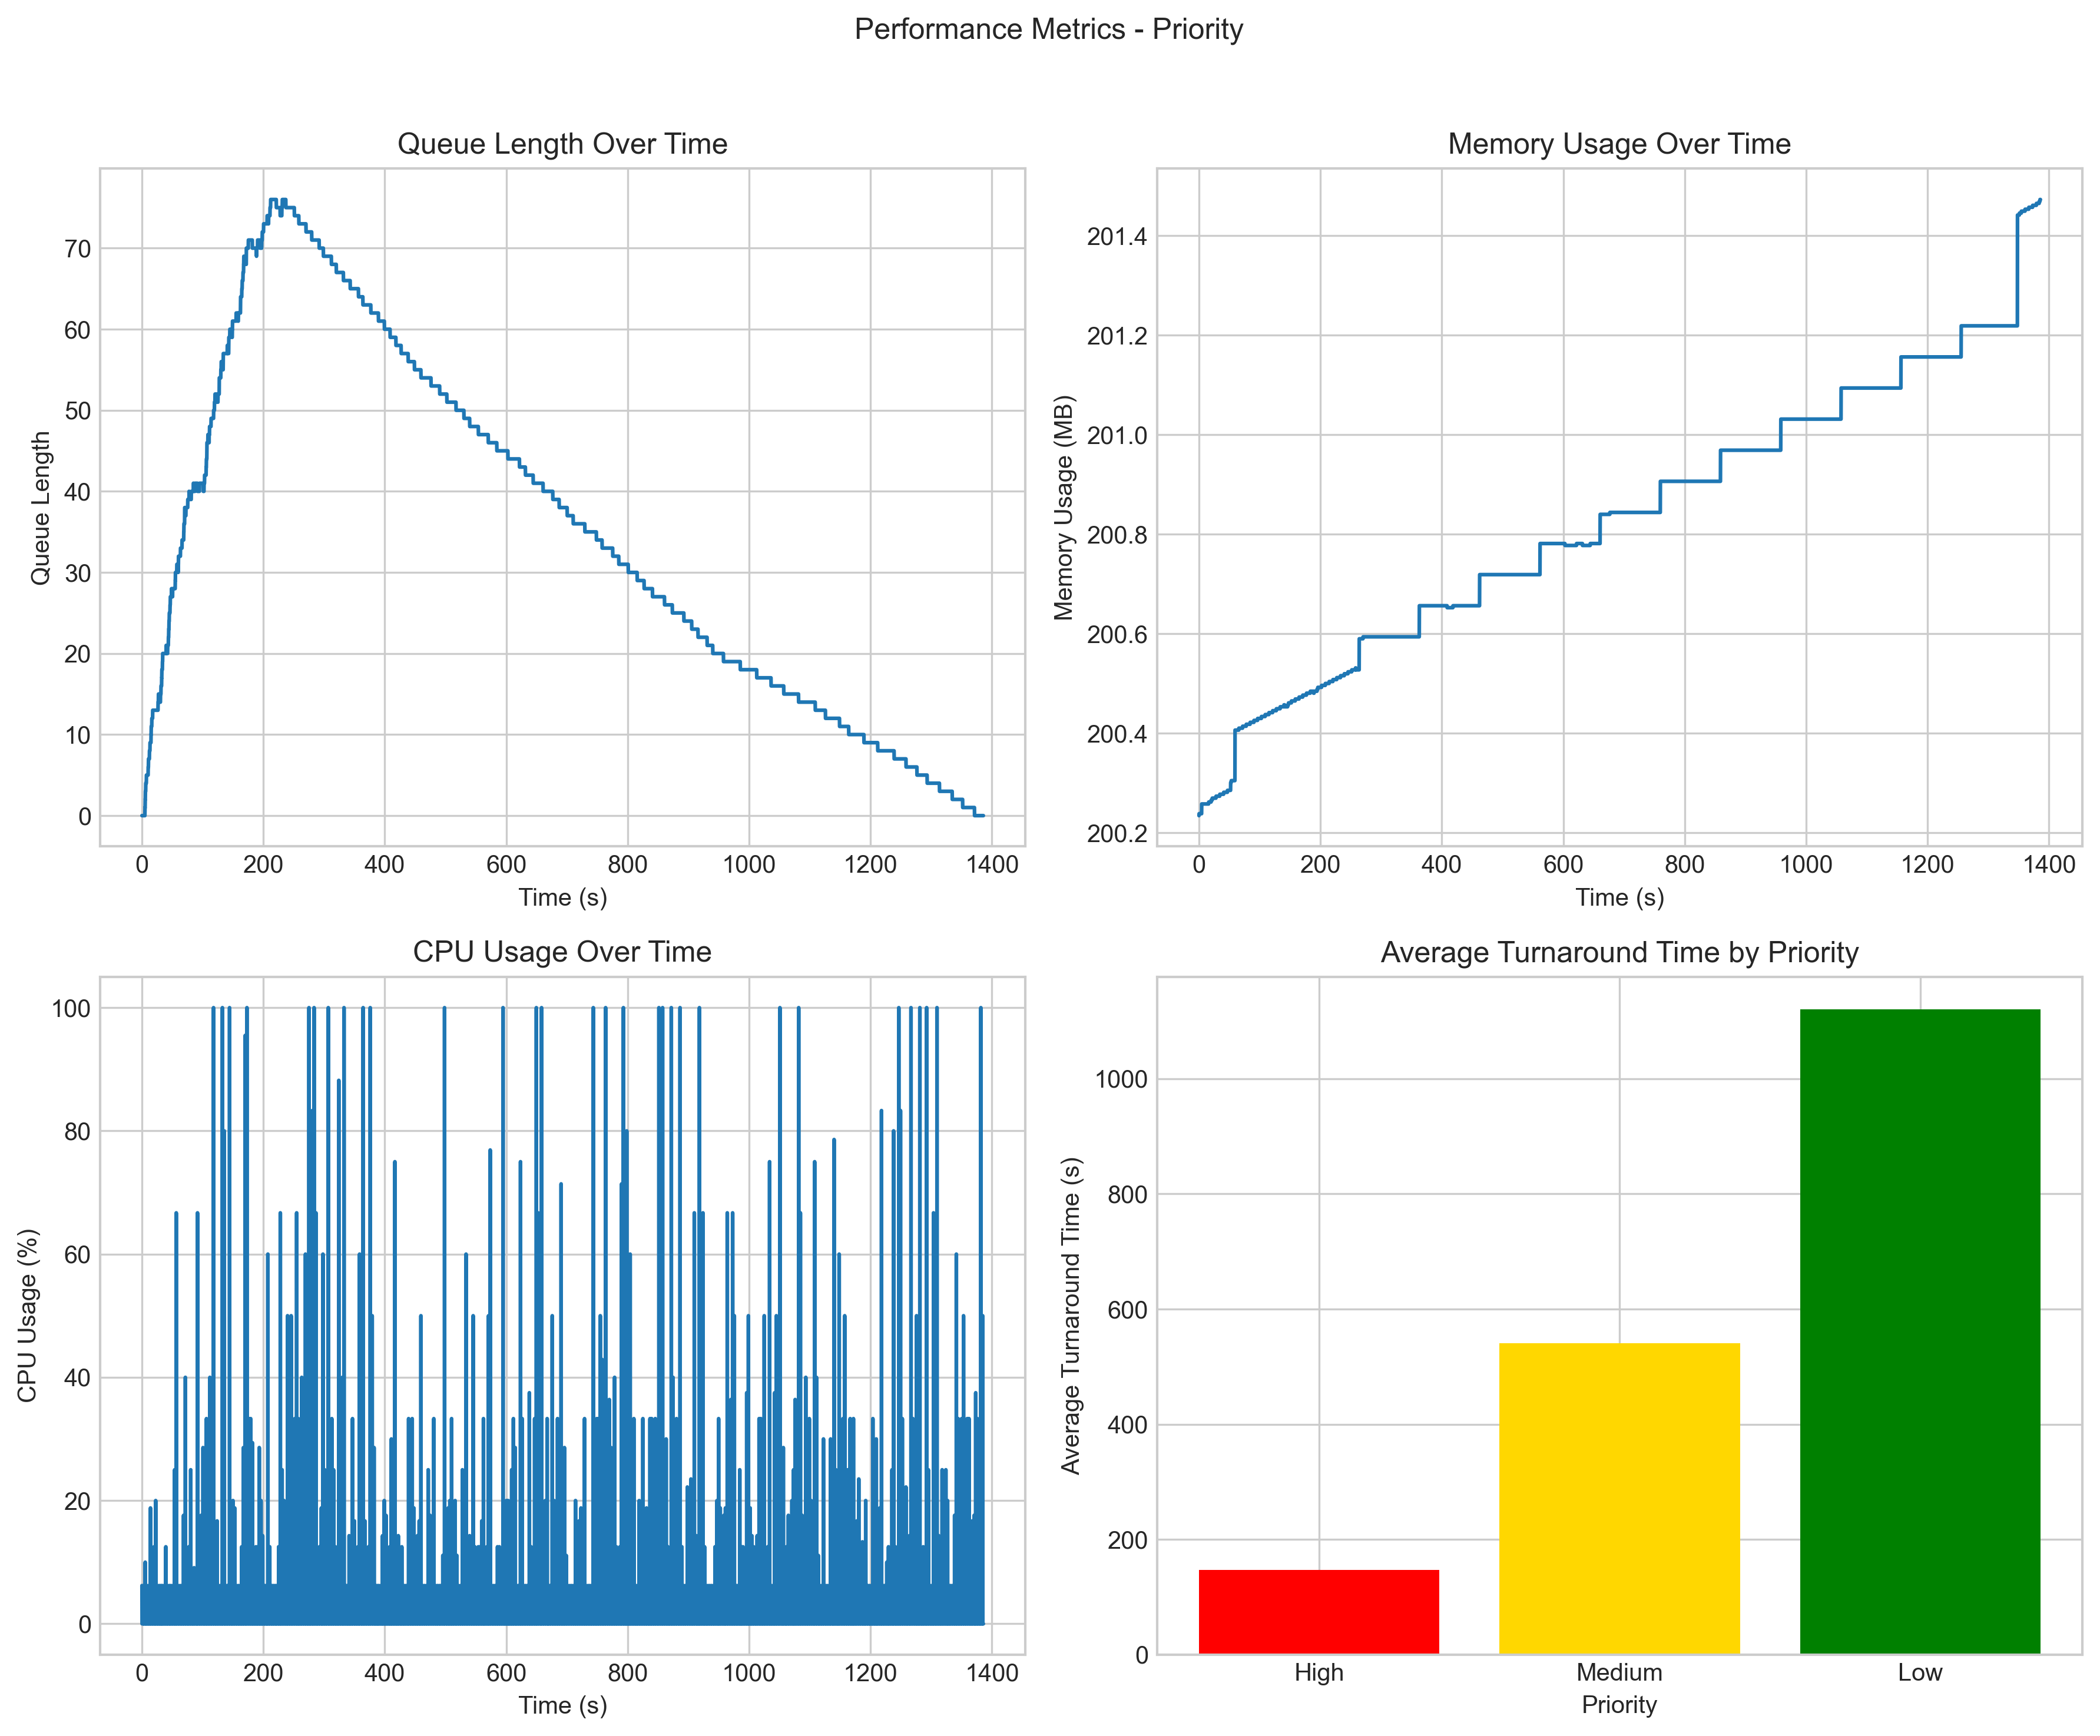 Performance Metrics - Priority
Queue Length Over Time
Queue Length
70
60
50
40
30
20
10
0
0 200 400 600 800 1000 1200 1400
Time (s)
Memory Usage Over Time
Memory Usage (MB)
201.4
201.2
201.0
200.8
200.6
200.4
200.2
0 200 400 600 800 1000 1200 1400
Time (s)
CPU Usage Over Time
CPU Usage (%)
100
80
60
40
20
0
0 200 400 600 800 1000 1200 1400
Time (s)
Average Turnaround Time by Priority
Average Turnaround Time (s)
1000
800
600
400
200
0
High Medium Low
Priority